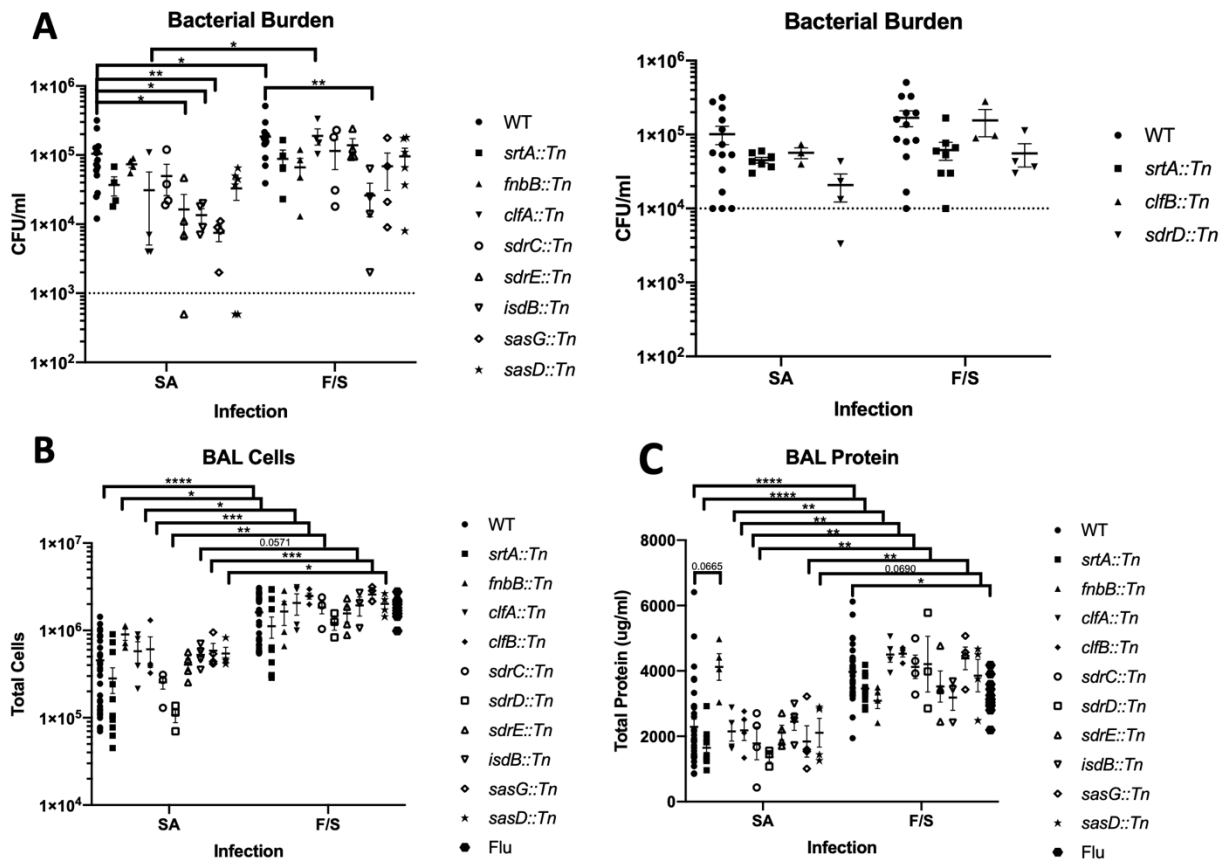 A
Bacterial Burden
*
*
**
*
*
**
1×10⁶
1×10⁵
1×10⁴
1×10³
1×10²
CFU/ml
SA
F/S
Infection
WT
srtA::Tn
fnbB::Tn
clfA::Tn
sdrC::Tn
sdrE::Tn
isdB::Tn
sasG::Tn
sasD::Tn
Bacterial Burden
1×10⁶
1×10⁵
1×10⁴
1×10³
1×10²
CFU/ml
SA
F/S
Infection
WT
srtA::Tn
clfB::Tn
sdrD::Tn
B
BAL Cells
****
*
*
***
**
0.0571
***
*
1×10⁷
1×10⁶
1×10⁵
1×10⁴
Total Cells
SA
F/S
Infection
WT
srtA::Tn
fnbB::Tn
clfA::Tn
clfB::Tn
sdrC::Tn
sdrD::Tn
sdrE::Tn
isdB::Tn
sasG::Tn
sasD::Tn
Flu
C
BAL Protein
****
****
**
**
**
**
**
0.0690
*
0.0665
8000
6000
4000
2000
0
Total Protein (ug/ml)
SA
F/S
Infection
WT
srtA::Tn
fnbB::Tn
clfA::Tn
clfB::Tn
sdrC::Tn
sdrD::Tn
sdrE::Tn
isdB::Tn
sasG::Tn
sasD::Tn
Flu